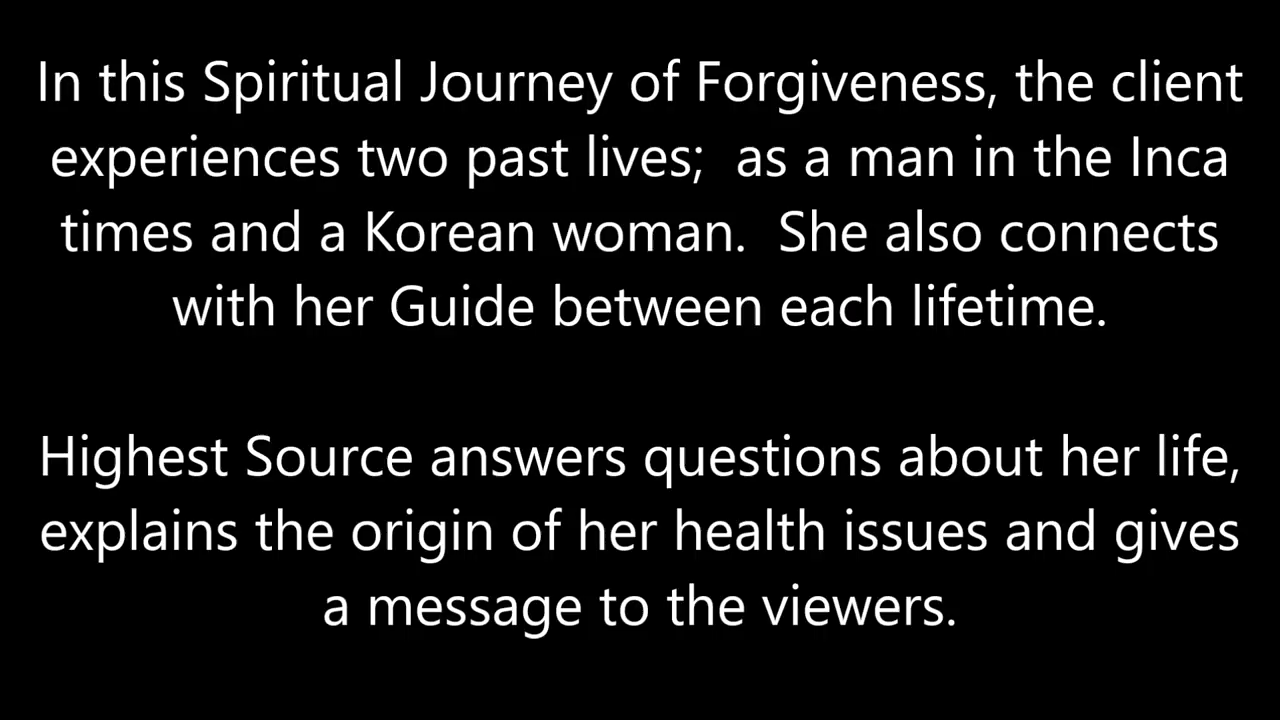 In this Spiritual Journey of Forgiveness, the client
experiences two past lives;  as a man in the Inca
times and a Korean woman.  She also connects
with her Guide between each lifetime.
Highest Source answers questions about her life,
explains the origin of her health issues and gives
a message to the viewers.